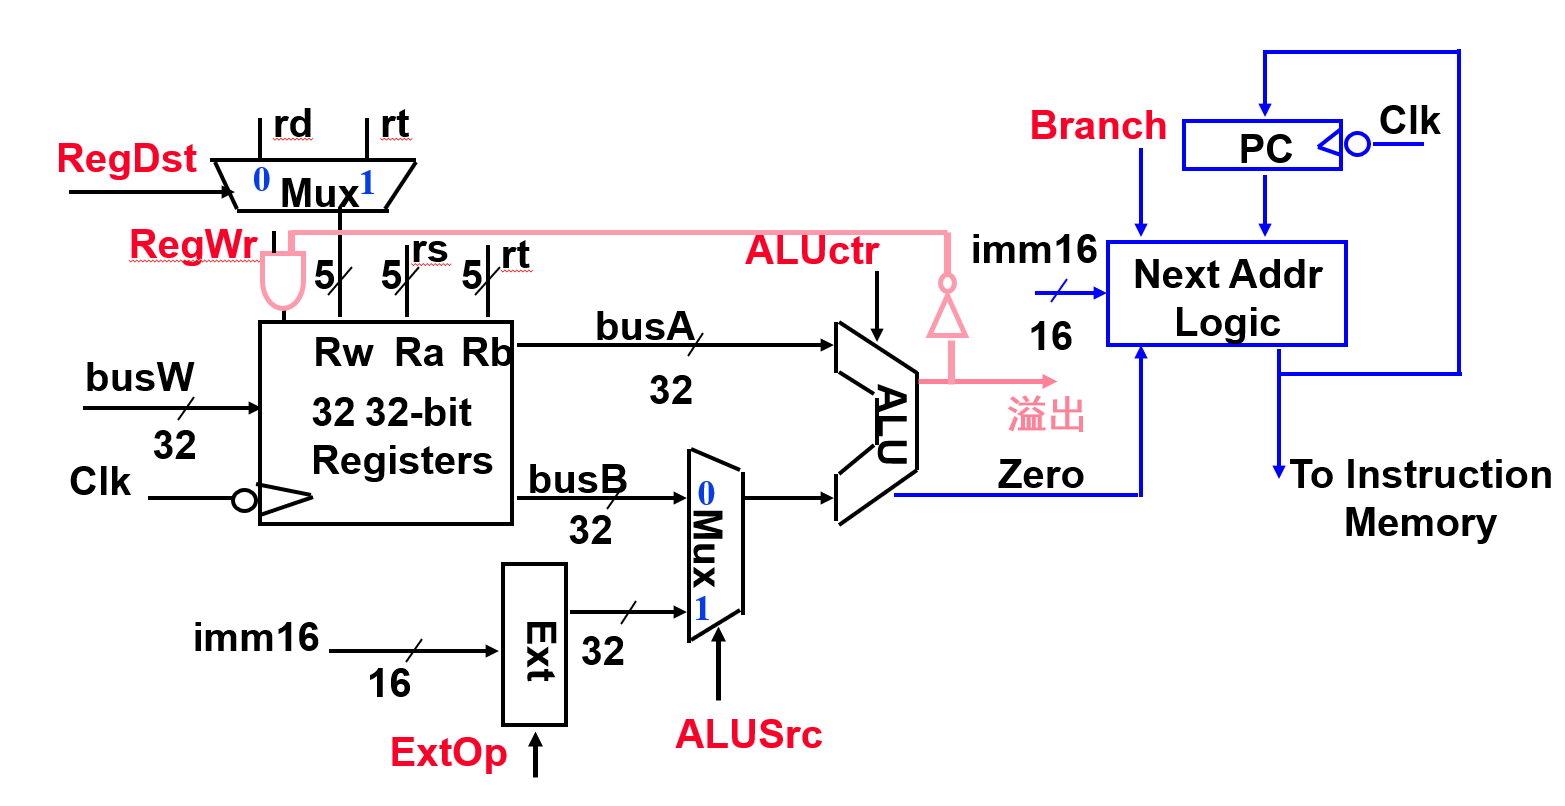 rd
rt
RegDst
0
Mux
1
RegWr
5
5
rs
5
rt
Rw Ra Rb
32 32-bit
Registers
busW
32
Clk
busA
32
busB
32
imm16
16
Ext
ExtOp
32
0
Mux
1
ALUSrc
ALUctr
ALU
溢出
Zero
Branch
PC
Clk
imm16
16
Next Addr
Logic
To Instruction
Memory